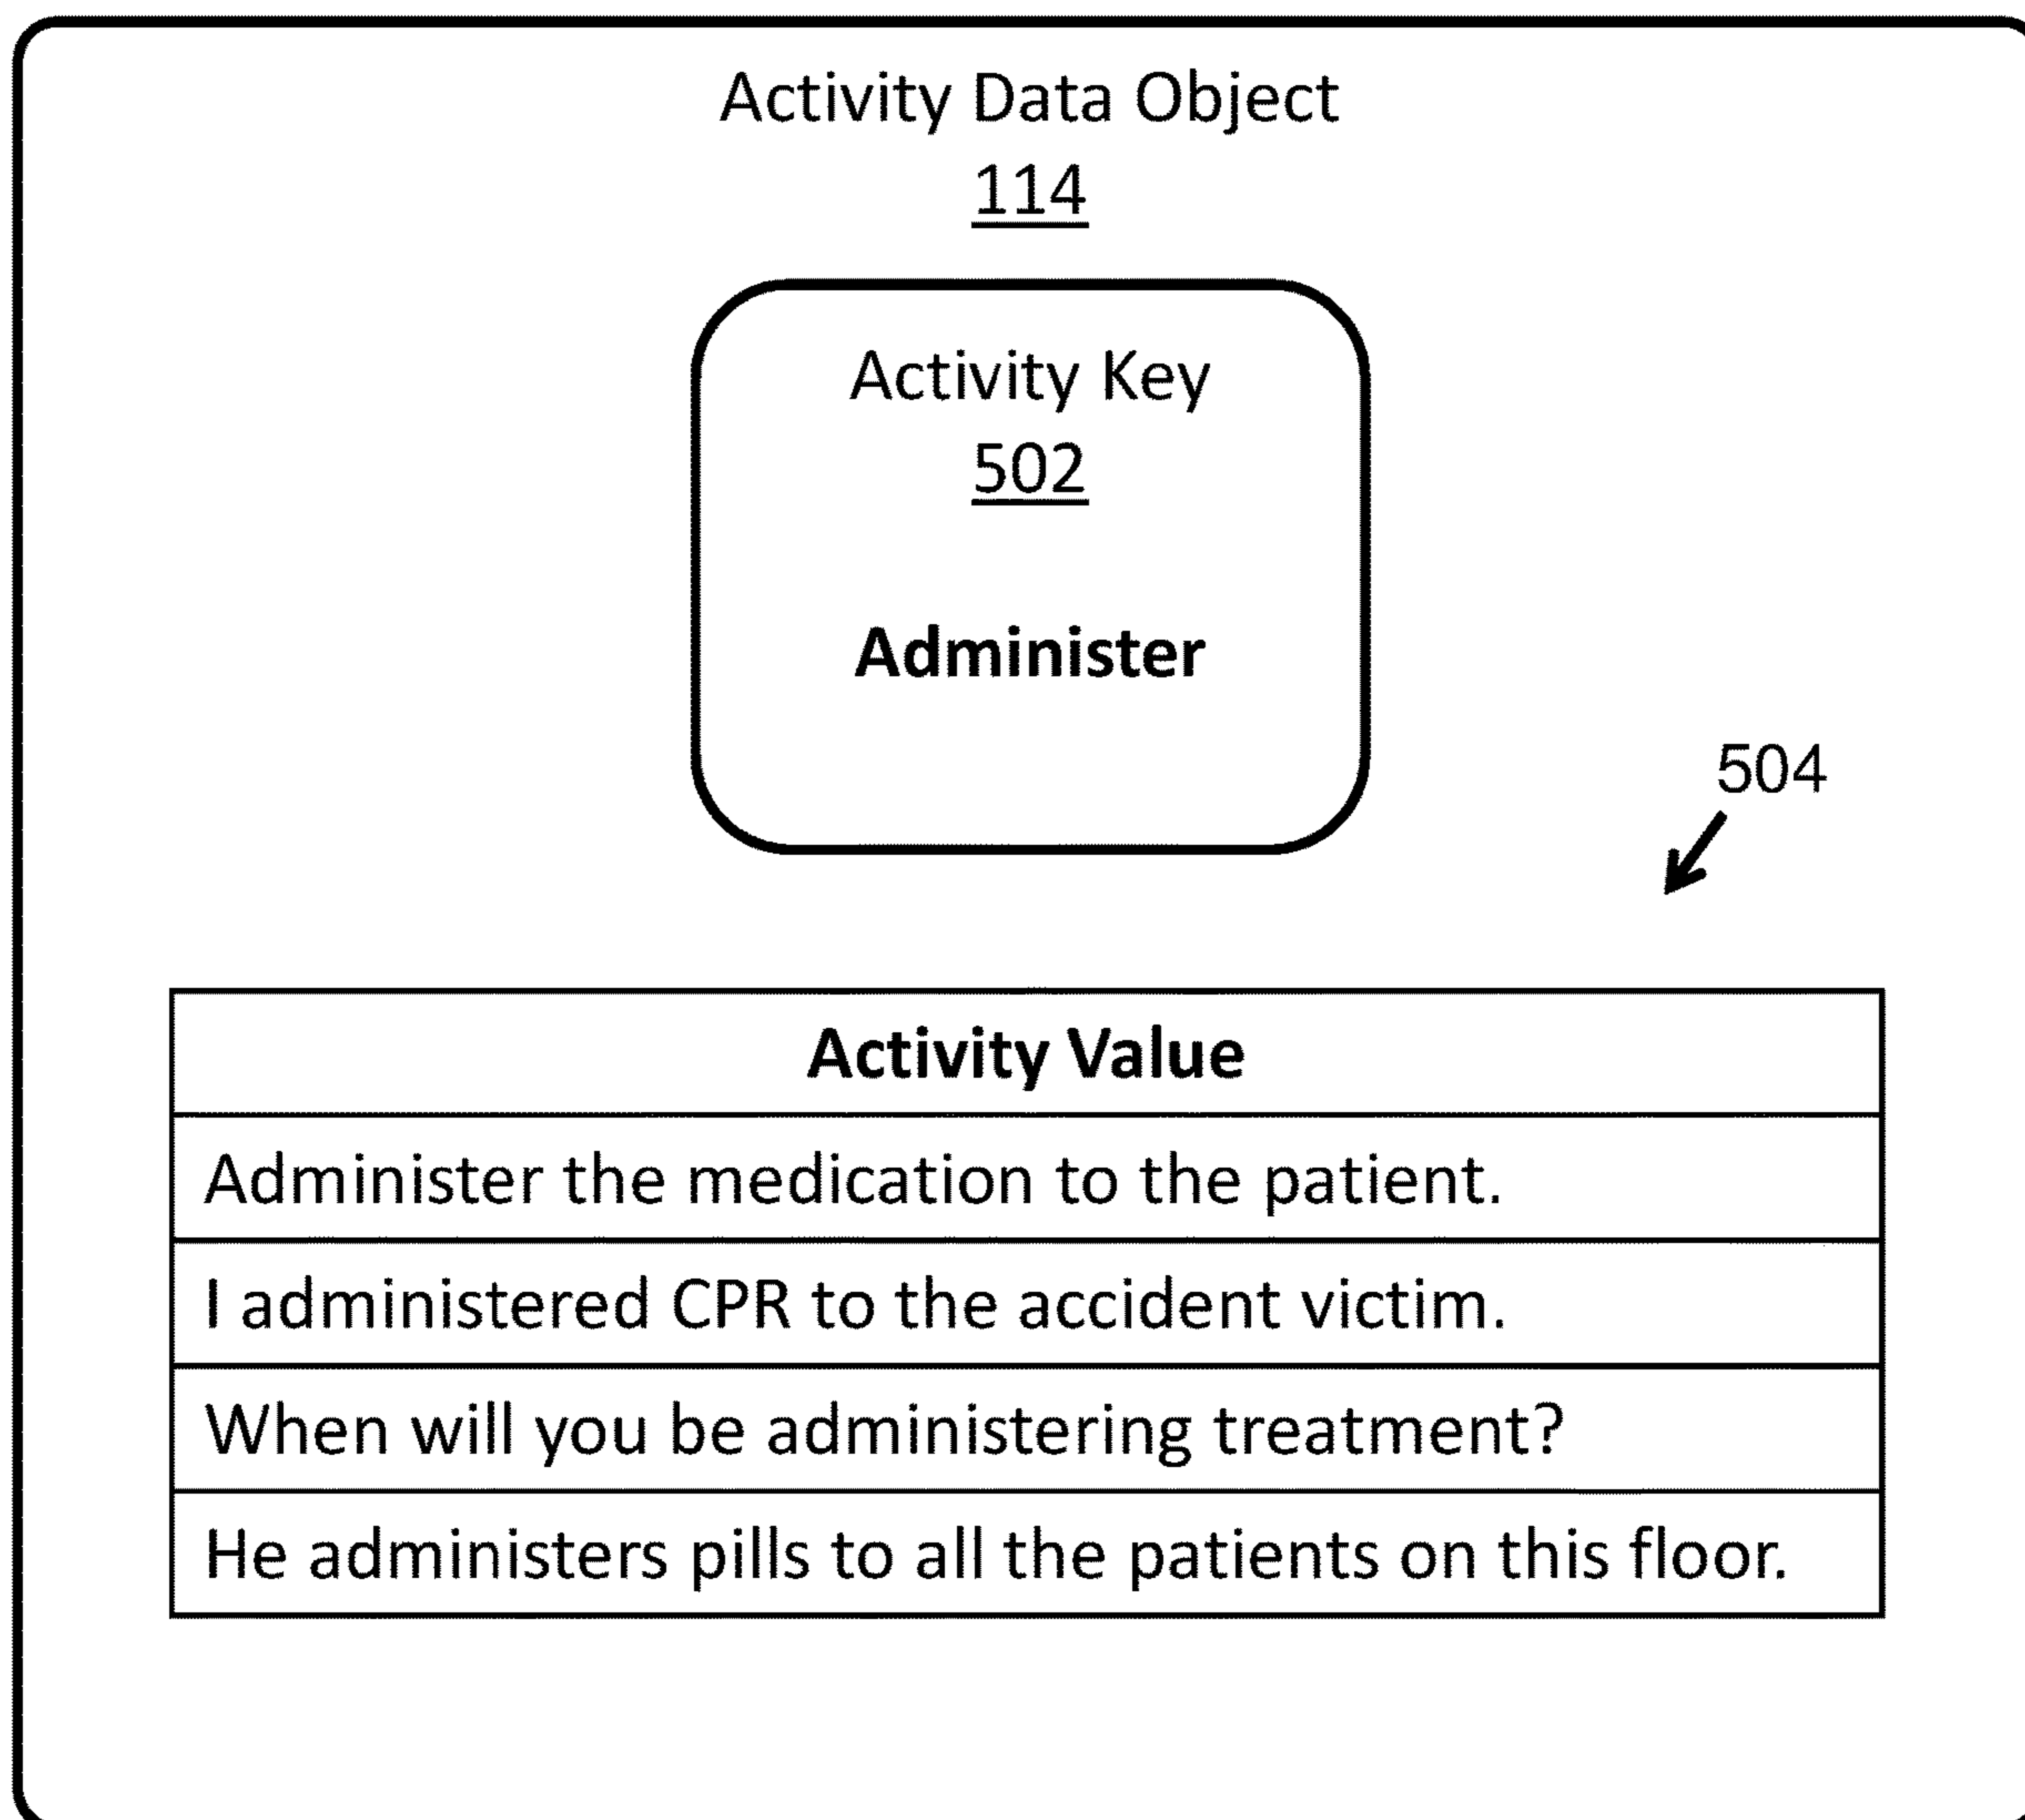 Activity Data Object
114
Activity Key
502
Administer
504
Activity Value
Administer the medication to the patient.
I administered CPR to the accident victim.
When will you be administering treatment?
He administers pills to all the patients on this floor.